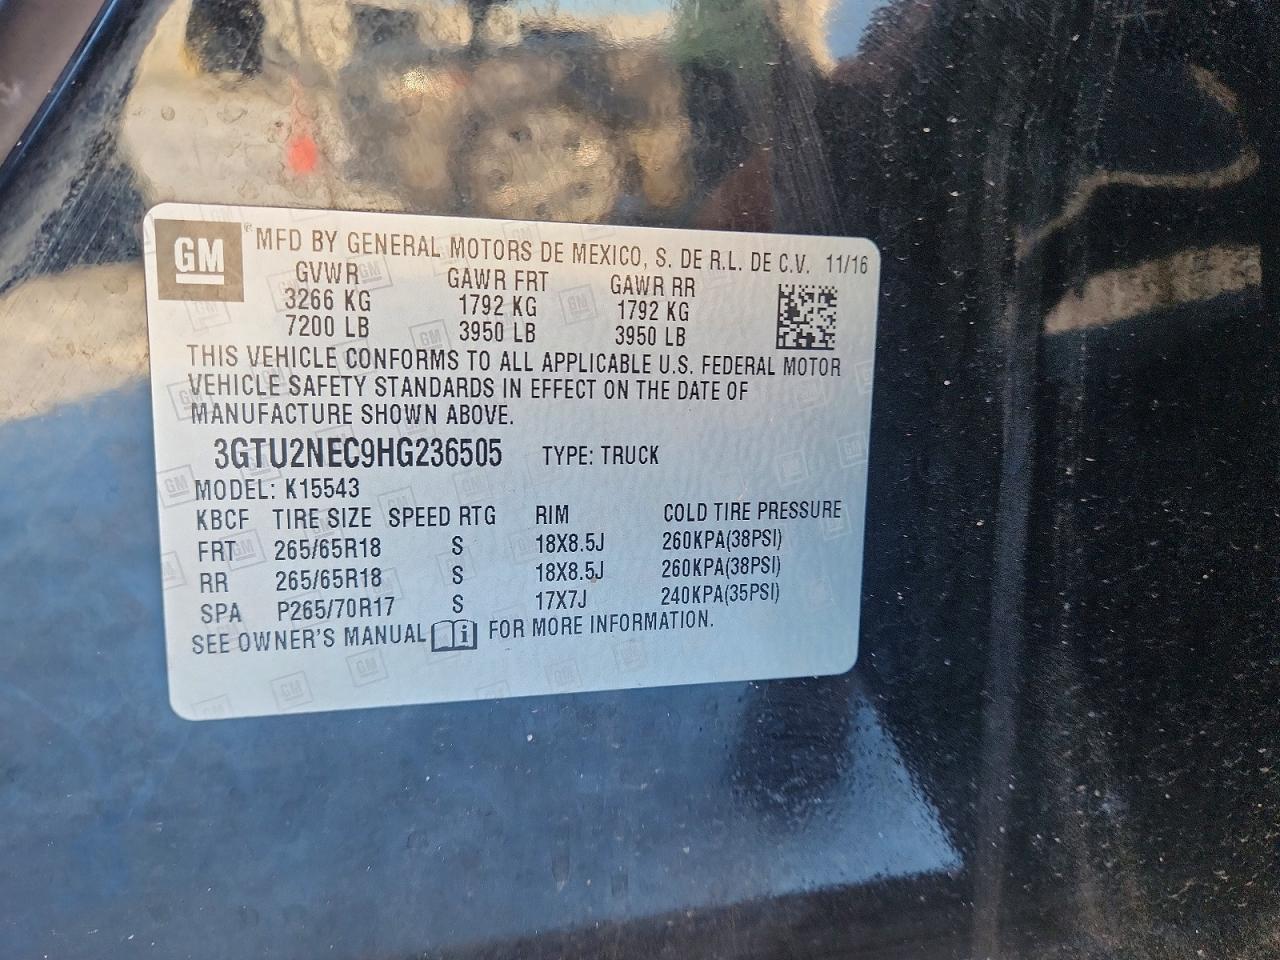 GM ® MFD BY GENERAL MOTORS DE MEXICO, S. DE R.L. DE C.V. 11/16
GVWR GAWR FRT GAWR RR
3266 KG 1792 KG 1792 KG
7200 LB 3950 LB 3950 LB
THIS VEHICLE CONFORMS TO ALL APPLICABLE U.S. FEDERAL MOTOR
VEHICLE SAFETY STANDARDS IN EFFECT ON THE DATE OF
MANUFACTURE SHOWN ABOVE.
3GTU2NEC9HG236505 TYPE: TRUCK
MODEL: K15543
KBCF TIRE SIZE SPEED RTG RIM COLD TIRE PRESSURE
FRT 265/65R18 S 18X8.5J 260KPA(38PSI)
RR 265/65R18 S 18X8.5J 260KPA(38PSI)
SPA P265/70R17 S 17X7J 240KPA(35PSI)
SEE OWNER'S MANUAL i FOR MORE INFORMATION.